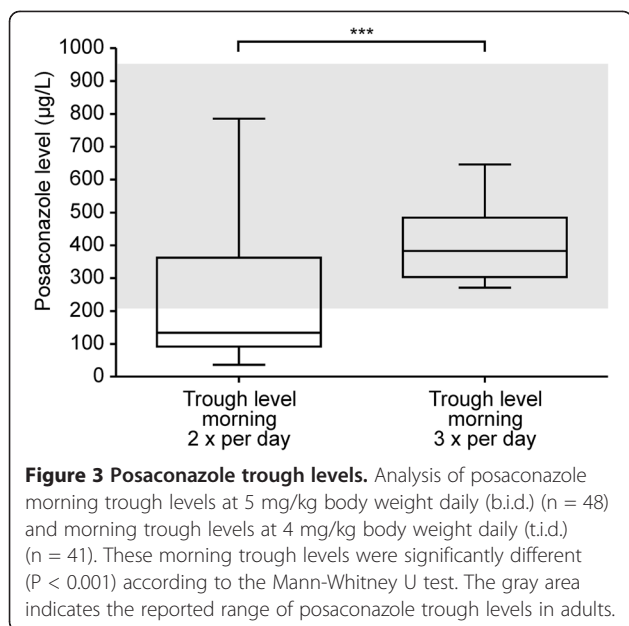 ***
1000
900
800
700
600
500
400
300
200
100
0
Posaconazole level (µg/L)
Trough level
morning
2 x per day
Trough level
morning
3 x per day
Figure 3 Posaconazole trough levels. Analysis of posaconazole
morning trough levels at 5 mg/kg body weight daily (b.i.d.) (n = 48)
and morning trough levels at 4 mg/kg body weight daily (t.i.d.)
(n = 41). These morning trough levels were significantly different
(P < 0.001) according to the Mann-Whitney U test. The gray area
indicates the reported range of posaconazole trough levels in adults.